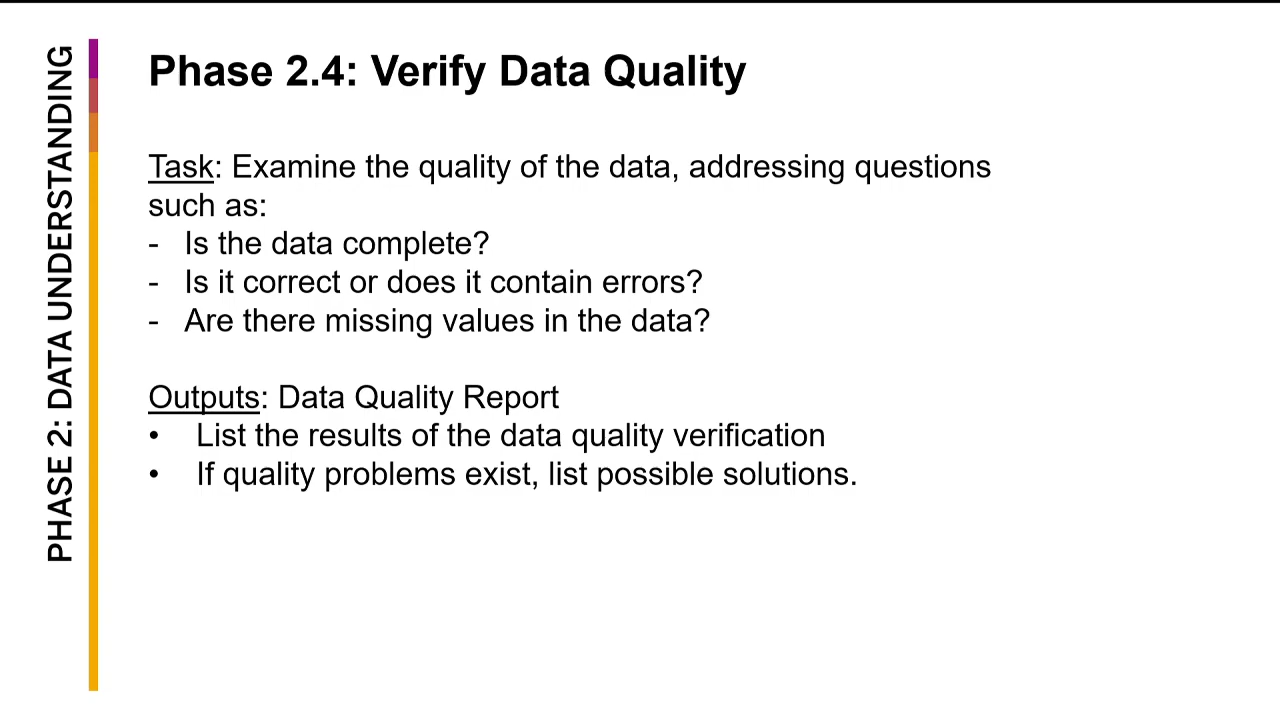 PHASE 2: DATA UNDERSTANDING
Phase 2.4: Verify Data Quality
Task: Examine the quality of the data, addressing questions
such as:
- Is the data complete?
- Is it correct or does it contain errors?
- Are there missing values in the data?
Outputs: Data Quality Report
• List the results of the data quality verification
• If quality problems exist, list possible solutions.